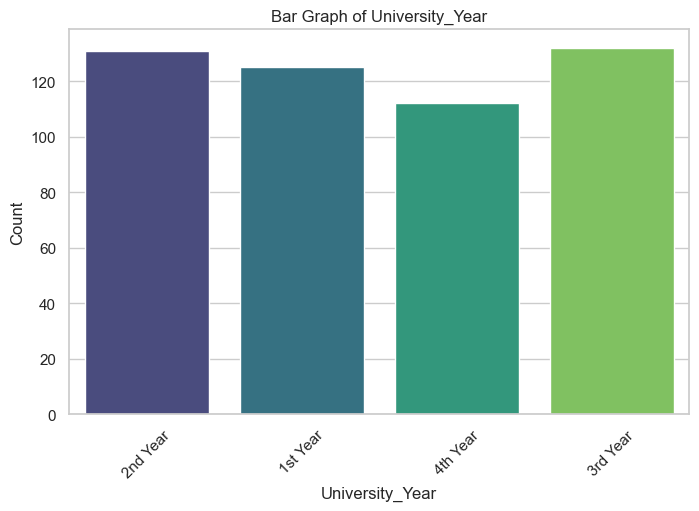 Bar Graph of University_Year
Count
120
100
80
60
40
20
0
2nd Year
1st Year
4th Year
3rd Year
University_Year